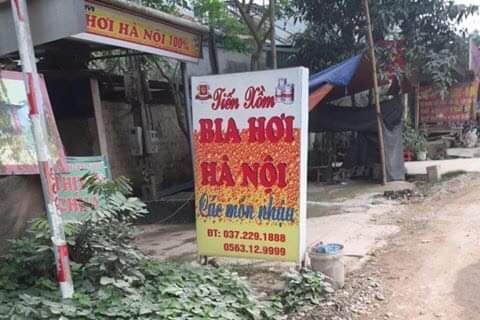 HƠI HÀ NỘI 100%
Tiến Xồm
BIA HƠI
HÀ NỘI
Các món nhậu
ĐT: 037.229.1888
0563.12.9999